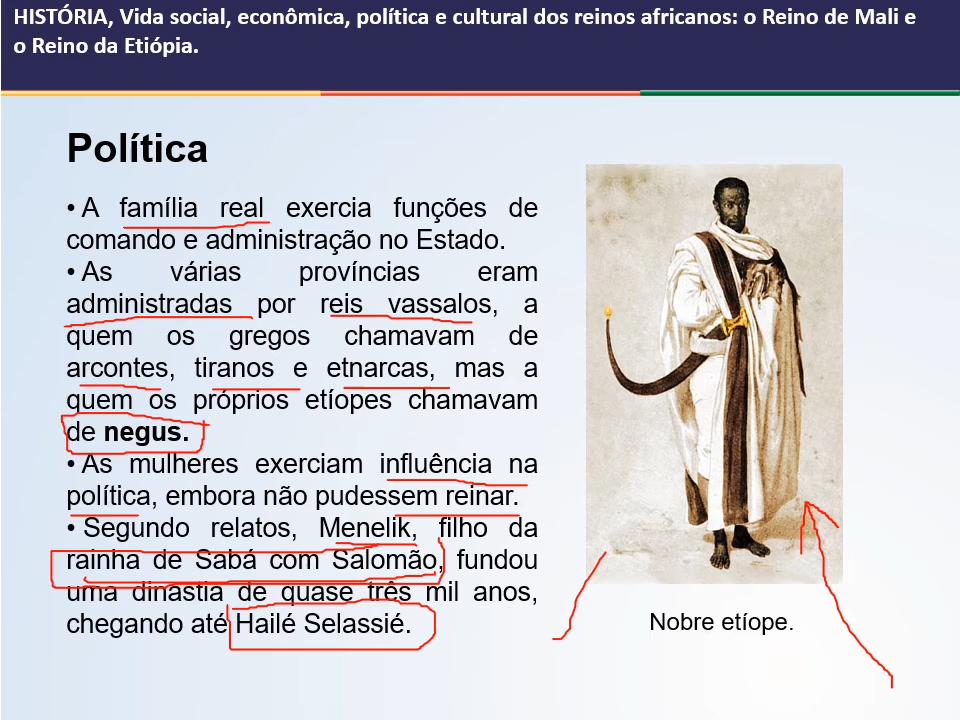 HISTÓRIA, Vida social, econômica, política e cultural dos reinos africanos: o Reino de Mali e
o Reino da Etiópia.
Política
• A família real exercia funções de
comando e administração no Estado.
• As várias províncias eram
administradas por reis vassalos, a
quem os gregos chamavam de
arcontes, tiranos e etnarcas, mas a
quem os próprios etíopes chamavam
de negus.
• As mulheres exerciam influência na
política, embora não pudessem reinar.
• Segundo relatos, Menelik, filho da
rainha de Sabá com Salomão, fundou
uma dinastia de quase três mil anos,
chegando até Hailé Selassié.
Nobre etíope.